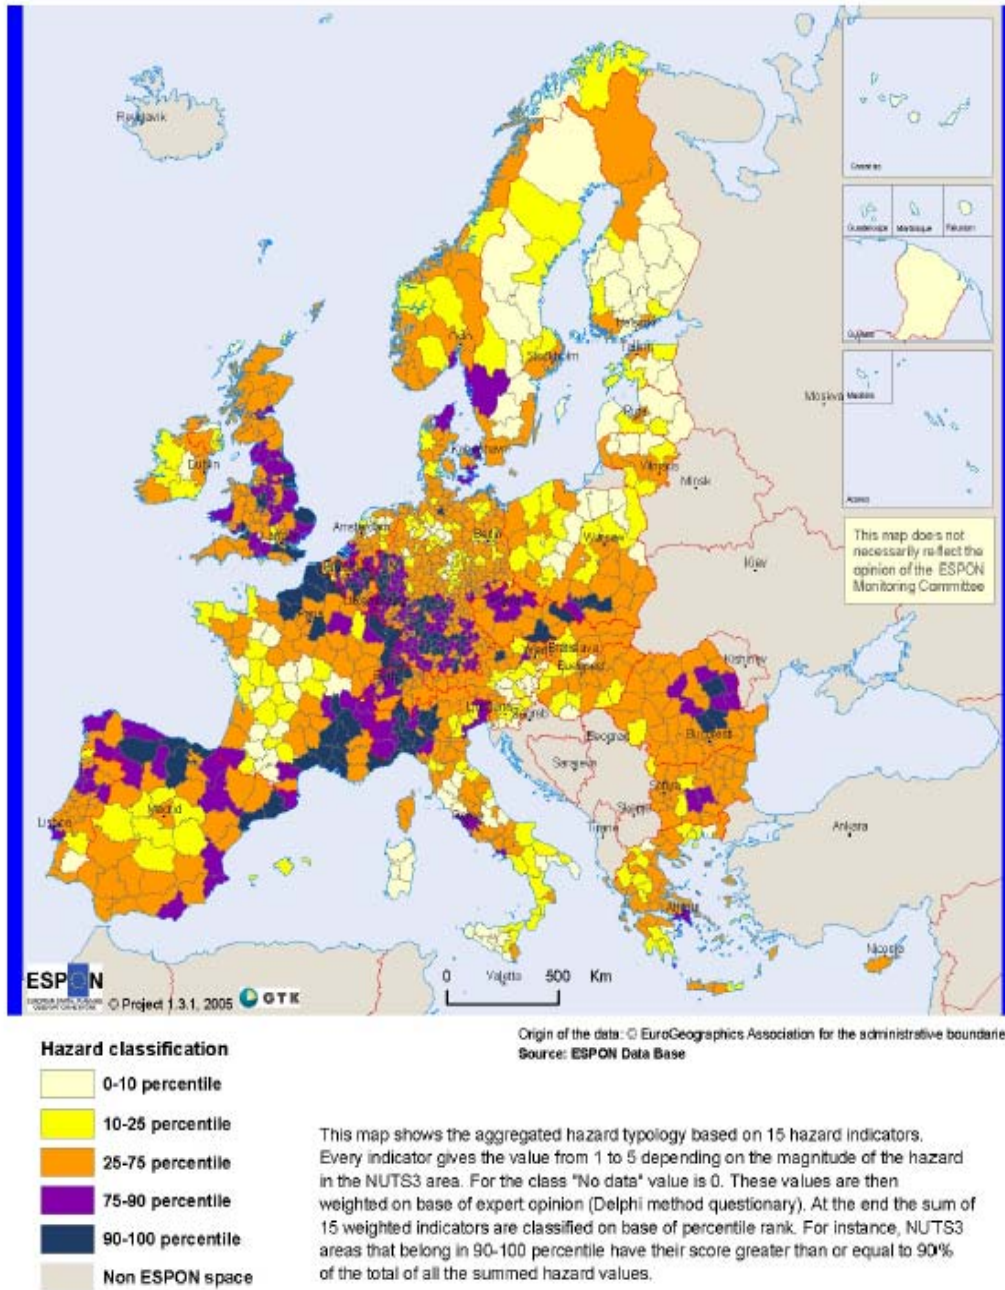 Reykjavik
Canarias
Guadeloupe
Martinique
Réunion
Guyane
Oslo
Helsinki
Tallinn
Stockholm
Moskva
Madeira
Azores
Riga
København
Dublin
Vilnius
Minsk
Amsterdam
Berlin
This map does not
necessarily reflect the
opinion of the ESPON
Monitoring Committee
Kiev
Paris
Bratislava
Budapest
Kishinev
Zagreb
Beograd
Bucuresti
Sarajevo
Sofiya
Madrid
Lisboa
Tirane
Ankara
Nicosia
Valetta
ESPON
© Project 1.3.1, 2005
GTK
0 500 Km
Origin of the data: © EuroGeographics Association for the administrative boundarie
Source: ESPON Data Base
Hazard classification
0-10 percentile
10-25 percentile
25-75 percentile
75-90 percentile
90-100 percentile
Non ESPON space
This map shows the aggregated hazard typology based on 15 hazard indicators.
Every indicator gives the value from 1 to 5 depending on the magnitude of the hazard
in the NUTS3 area. For the class "No data" value is 0. These values are then
weighted on base of expert opinion (Delphi method questionary). At the end the sum of
15 weighted indicators are classified on base of percentile rank. For instance, NUTS3
areas that belong in 90-100 percentile have their score greater than or equal to 90%
of the total of all the summed hazard values.